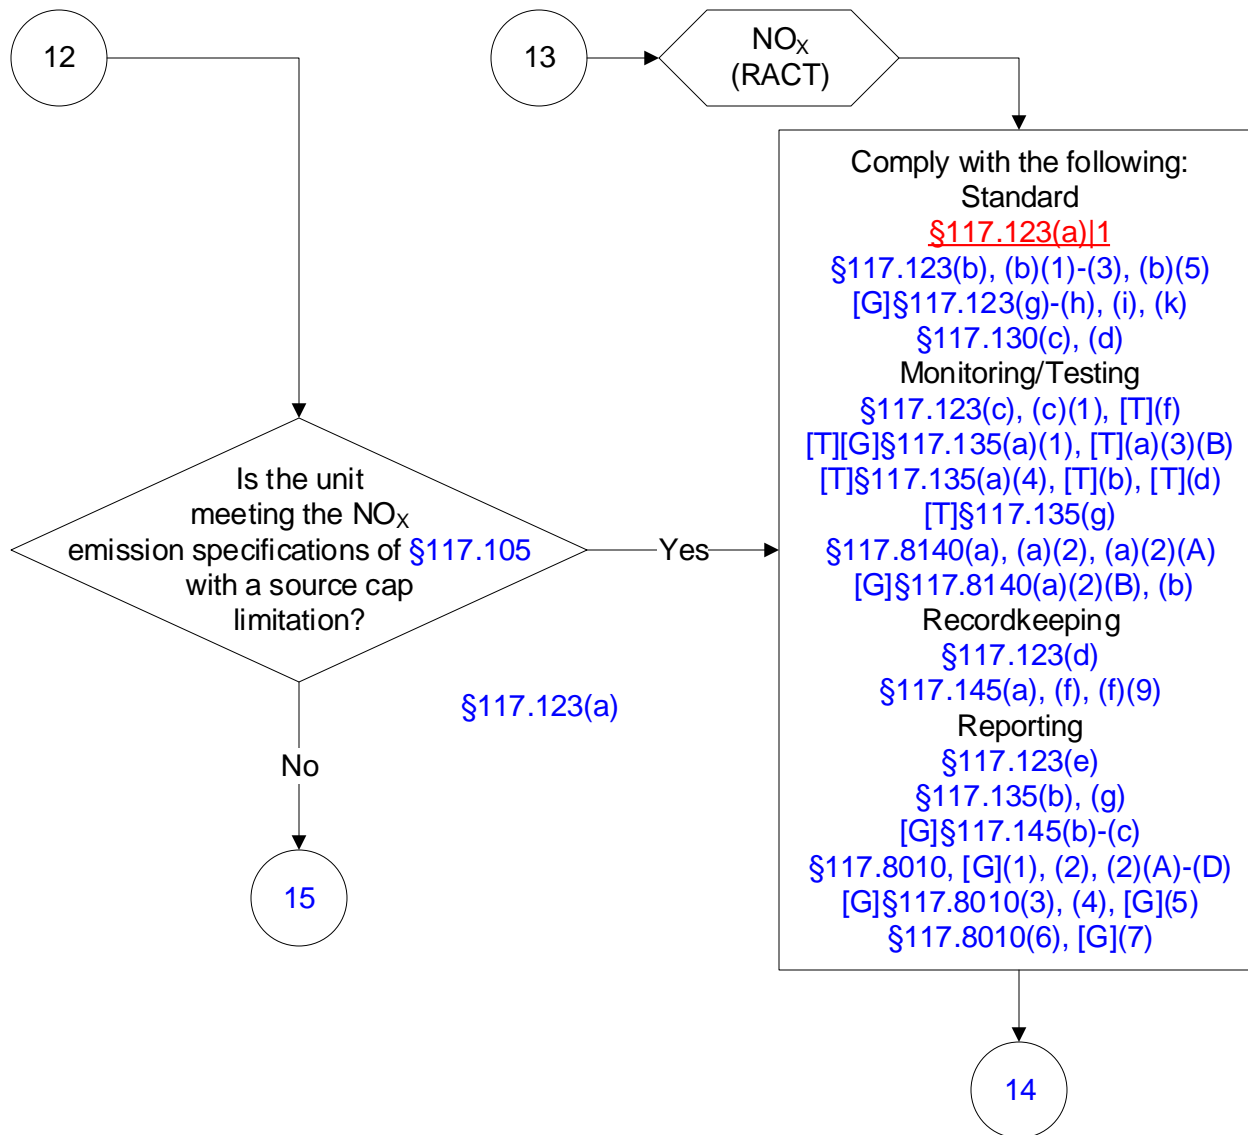 12
13
NOX
(RACT)
Comply with the following:
Standard
§117.123(a)|1
§117.123(b), (b)(1)-(3), (b)(5)
[G]§117.123(g)-(h), (i), (k)
§117.130(c), (d)
Monitoring/Testing
§117.123(c), (c)(1), [T](f)
[T][G]§117.135(a)(1), [T](a)(3)(B)
[T]§117.135(a)(4), [T](b), [T](d)
[T]§117.135(g)
§117.8140(a), (a)(2), (a)(2)(A)
[G]§117.8140(a)(2)(B), (b)
Recordkeeping
§117.123(d)
§117.145(a), (f), (f)(9)
Reporting
§117.123(e)
§117.135(b), (g)
[G]§117.145(b)-(c)
§117.8010, [G](1), (2), (2)(A)-(D)
[G]§117.8010(3), (4), [G](5)
§117.8010(6), [G](7)
Is the unit
meeting the NOX
emission specifications of §117.105
with a source cap
limitation?
Yes
§117.123(a)
No
15
14